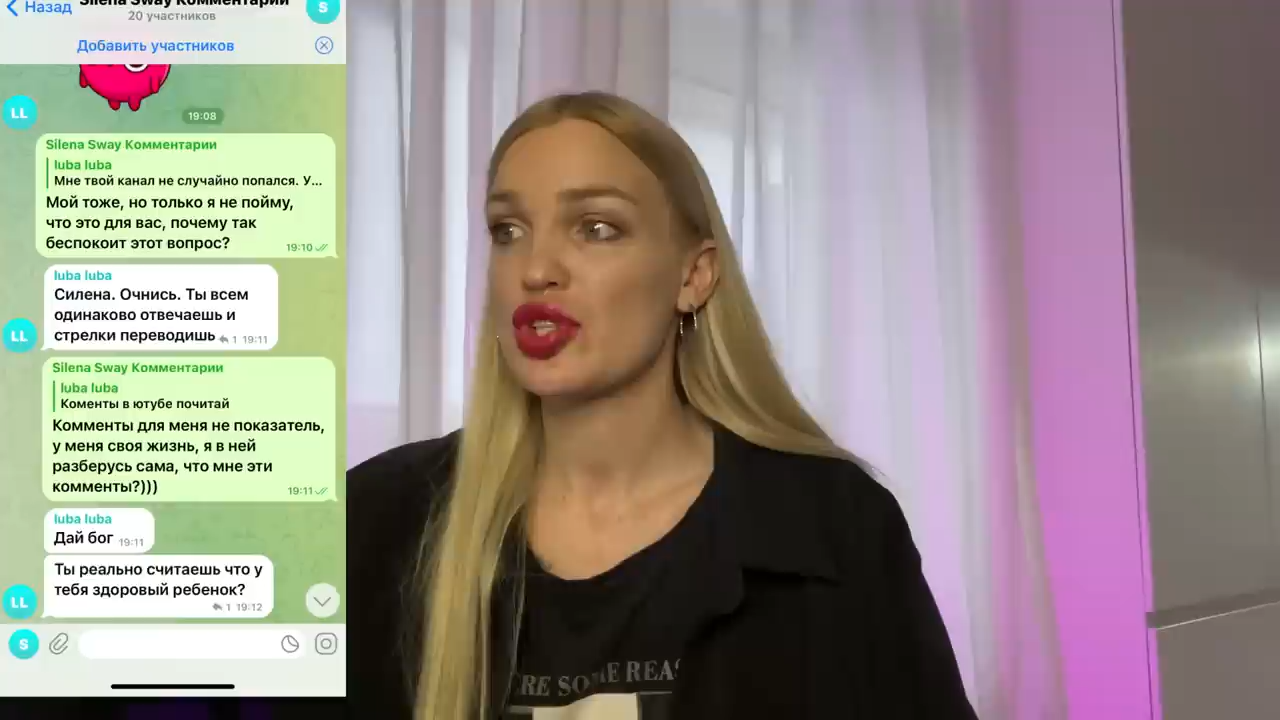 Назад
Silena Sway Комментарии
20 участников
S
Добавить участников
LL
19:08
Silena Sway Комментарии
luba luba
Мне твой канал не случайно попался. У...
Мой тоже, но только я не пойму,
что это для вас, почему так
беспокоит этот вопрос?
19:10
luba luba
Силена. Очнись. Ты всем
одинаково отвечаешь и
стрелки переводишь
1 19:11
LL
Silena Sway Комментарии
luba luba
Коменты в ютубе почитай
Комменты для меня не показатель,
у меня своя жизнь, я в ней
разберусь сама, что мне эти
комменты?)))
19:11
luba luba
Дай бог 19:11
Ты реально считаешь что у
тебя здоровый ребенок?
1 19:12
LL
S